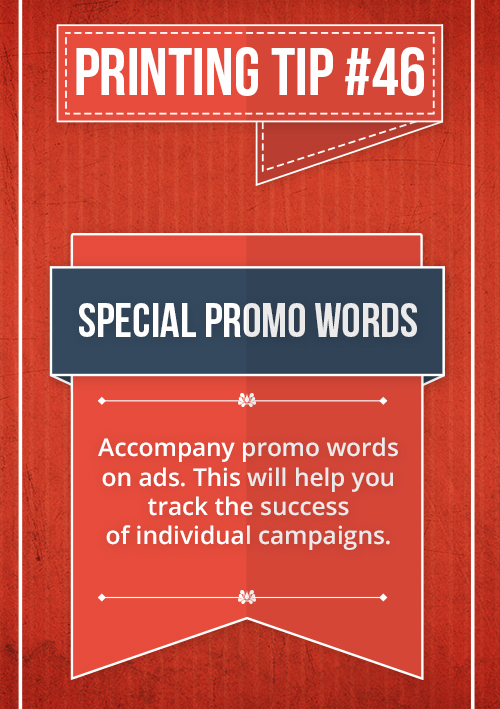 PRINTING TIP #46
SPECIAL PROMO WORDS
Accompany promo words
on ads. This will help you
track the success
of individual campaigns.